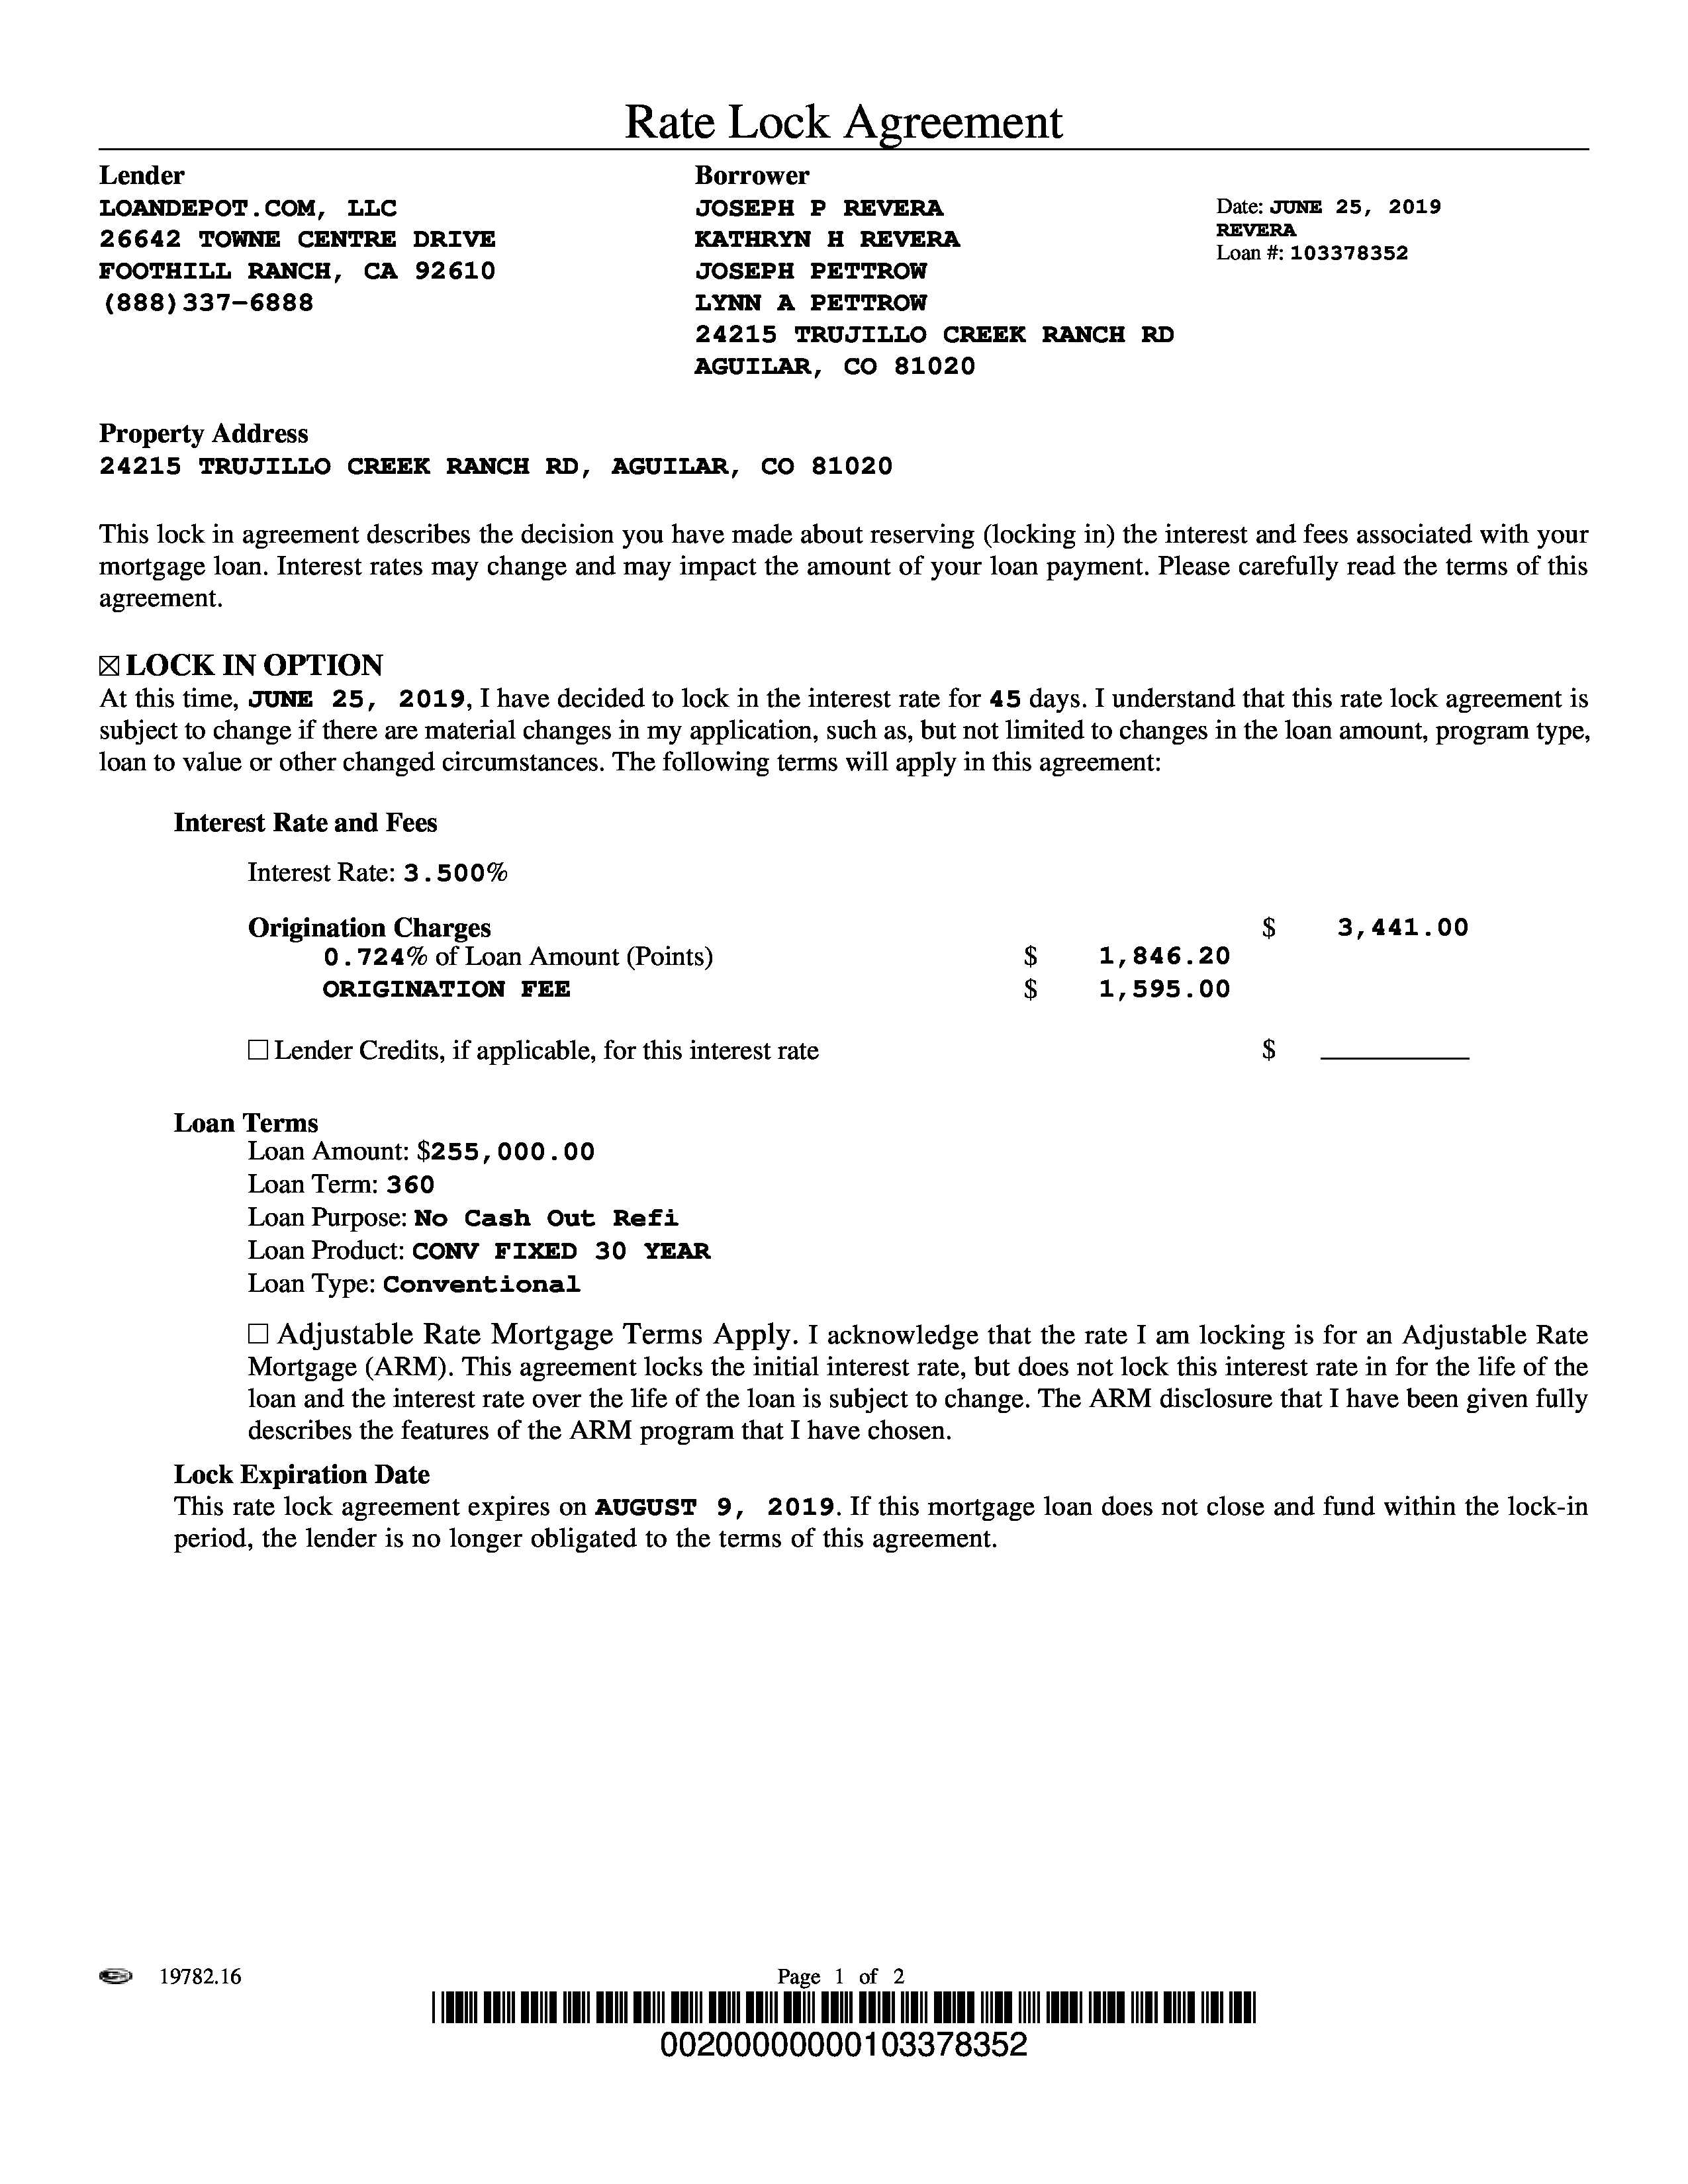 Rate Lock Agreement
Lender
LOANDEPOT.COM, LLC
26642 TOWNE CENTRE DRIVE
FOOTHILL RANCH, CA 92610
(888)337-6888
Borrower
JOSEPH P REVERA
KATHRYN H REVERA
JOSEPH PETTROW
LYNN A PETTROW
24215 TRUJILLO CREEK RANCH RD
AGUILAR, CO 81020
Date: JUNE 25, 2019
REVERA
Loan #: 103378352
Property Address
24215 TRUJILLO CREEK RANCH RD, AGUILAR, CO 81020
This lock in agreement describes the decision you have made about reserving (locking in) the interest and fees associated with your
mortgage loan. Interest rates may change and may impact the amount of your loan payment. Please carefully read the terms of this
agreement.
☒ LOCK IN OPTION
At this time, JUNE 25, 2019, I have decided to lock in the interest rate for 45 days. I understand that this rate lock agreement is
subject to change if there are material changes in my application, such as, but not limited to changes in the loan amount, program type,
loan to value or other changed circumstances. The following terms will apply in this agreement:
Interest Rate and Fees
Interest Rate: 3.500%
Origination Charges $ 3,441.00
0.724% of Loan Amount (Points) $ 1,846.20
ORIGINATION FEE $ 1,595.00
☐ Lender Credits, if applicable, for this interest rate $
Loan Terms
Loan Amount: $255,000.00
Loan Term: 360
Loan Purpose: No Cash Out Refi
Loan Product: CONV FIXED 30 YEAR
Loan Type: Conventional
☐ Adjustable Rate Mortgage Terms Apply. I acknowledge that the rate I am locking is for an Adjustable Rate
Mortgage (ARM). This agreement locks the initial interest rate, but does not lock this interest rate in for the life of the
loan and the interest rate over the life of the loan is subject to change. The ARM disclosure that I have been given fully
describes the features of the ARM program that I have chosen.
Lock Expiration Date
This rate lock agreement expires on AUGUST 9, 2019. If this mortgage loan does not close and fund within the lock-in
period, the lender is no longer obligated to the terms of this agreement.
19782.16
Page 1 of 2
00200000000103378352